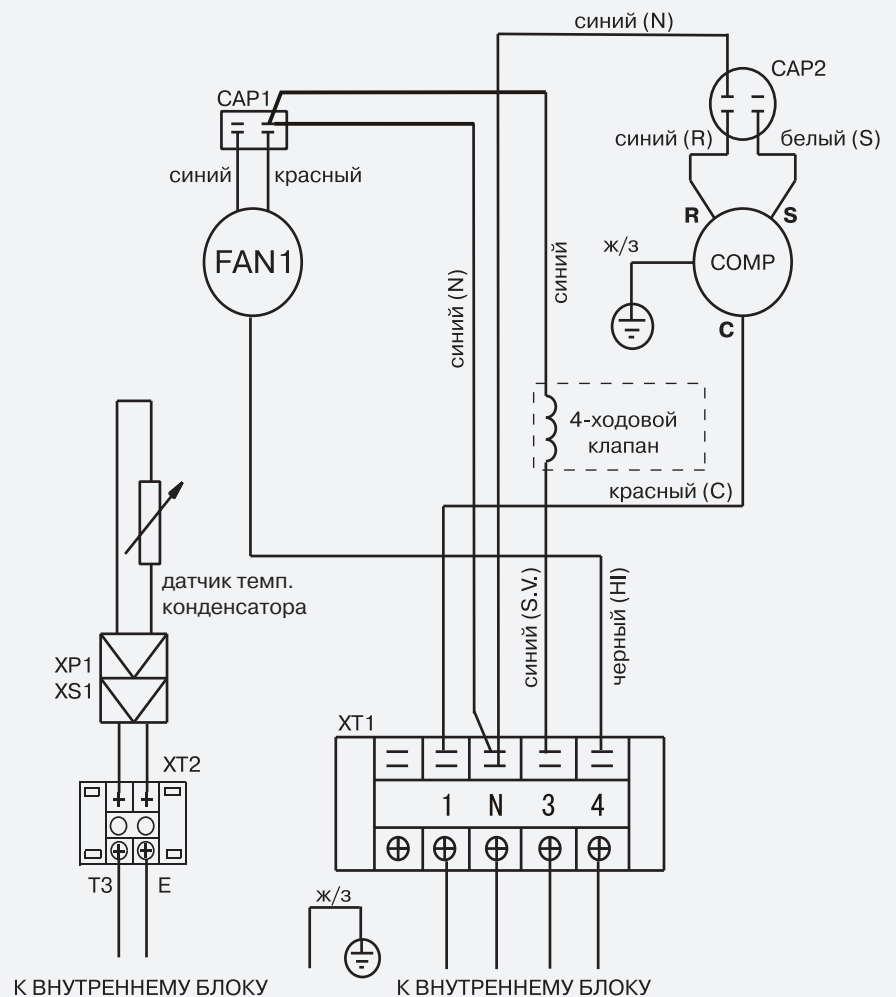 синий (N)
CAP2
CAP1
синий (R)
белый (S)
синий
красный
R
S
FAN1
ж/з
COMP
синий (N)
синий
C
4-ходовой
клапан
красный (C)
датчик темп.
конденсатора
синий (S.V.)
черный (HI)
XP1
XS1
XT1
XT2
1 N 3 4
T3 E
ж/з
К ВНУТРЕННЕМУ БЛОКУ
К ВНУТРЕННЕМУ БЛОКУ